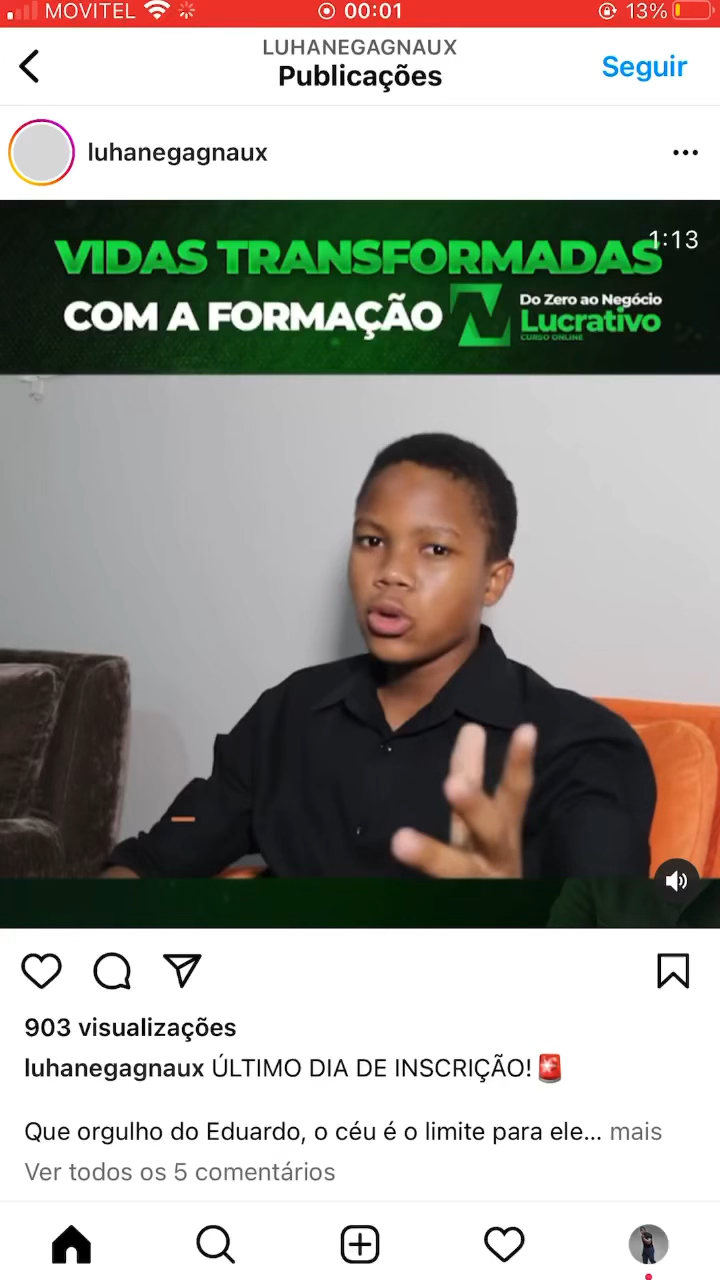 MOVITEL 00:01 13%
LUHANEGAGNAUX
Publicações
Seguir
luhanegagnaux
1:13
VIDAS TRANSFORMADAS
COM A FORMAÇÃO
Do Zero ao Negócio
Lucrativo
CURSO ONLINE
903 visualizações
luhanegagnaux ÚLTIMO DIA DE INSCRIÇÃO!🚨
Que orgulho do Eduardo, o céu é o limite para ele... mais
Ver todos os 5 comentários